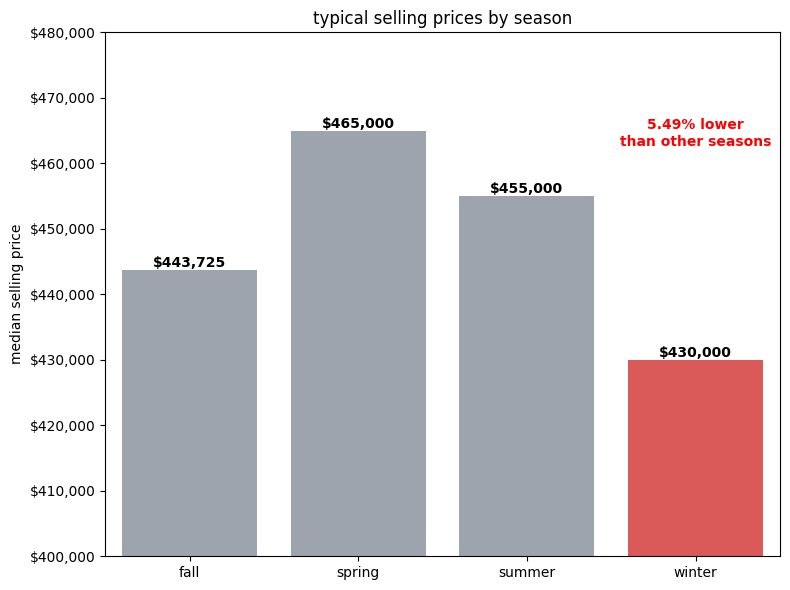 typical selling prices by season
median selling price
$480,000
$470,000
$460,000
$450,000
$440,000
$430,000
$420,000
$410,000
$400,000
$443,725
$465,000
$455,000
$430,000
5.49% lower
than other seasons
fall
spring
summer
winter